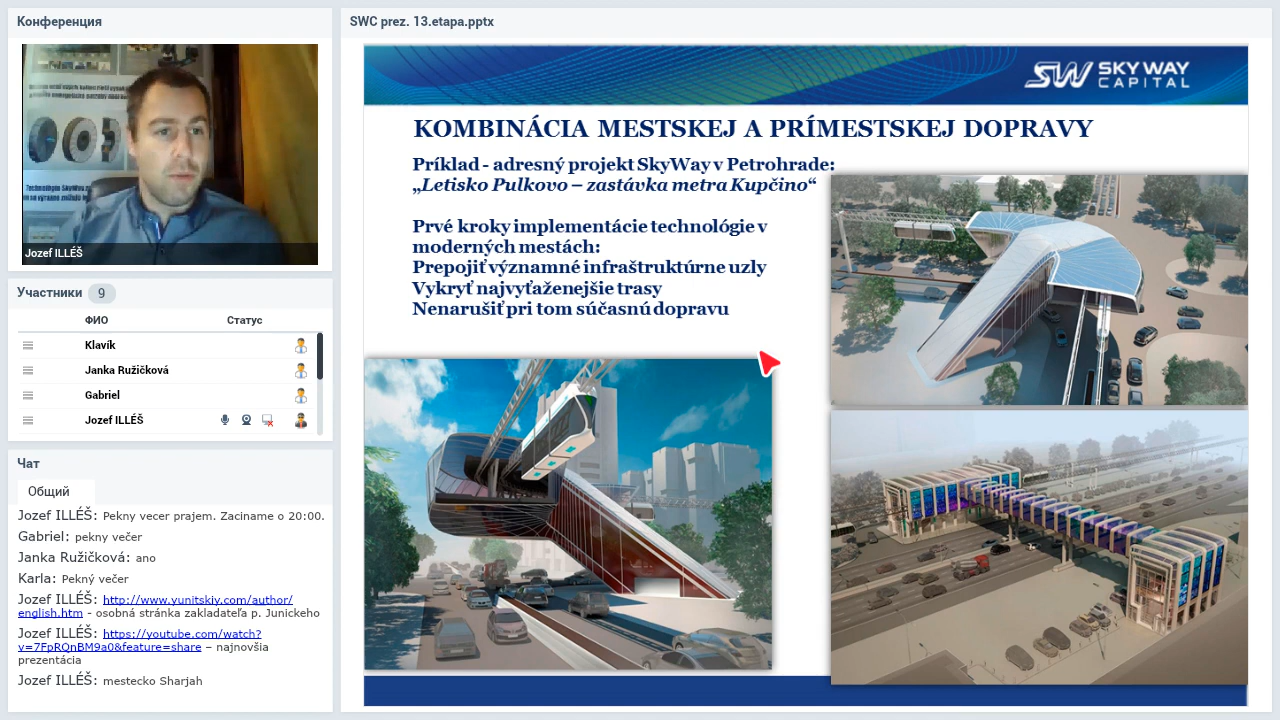 Конференция
Jozef ILLÉŠ
Участники 9
ФИО Статус
Klavík
Janka Ružičková
Gabriel
Jozef ILLÉŠ
Чат
Общий
Jozef ILLÉŠ: Pekny vecer prajem. Zaciname o 20:00.
Gabriel: pekny večer
Janka Ružičková: ano
Karla: Pekný večer
Jozef ILLÉŠ: http://www.yunitskiy.com/author/
english.htm - osobná stránka zakladateľa p. Junickeho
Jozef ILLÉŠ: https://youtube.com/watch?
v=7FpRQnBM9a0&feature=share – najnovšia
prezentácia
Jozef ILLÉŠ: mestecko Sharjah
SWC prez. 13.etapa.pptx
SW SKY WAY
CAPITAL
KOMBINÁCIA MESTSKEJ A PRÍMESTSKEJ DOPRAVY
Príklad - adresný projekt SkyWay v Petrohrade:
„Letisko Pulkovo – zastávka metra Kupčino“
Prvé kroky implementácie technológie v
moderných mestách:
Prepojiť významné infraštruktúrne uzly
Vykryť najvyťaženejšie trasy
Nenarušiť pri tom súčasnú dopravu